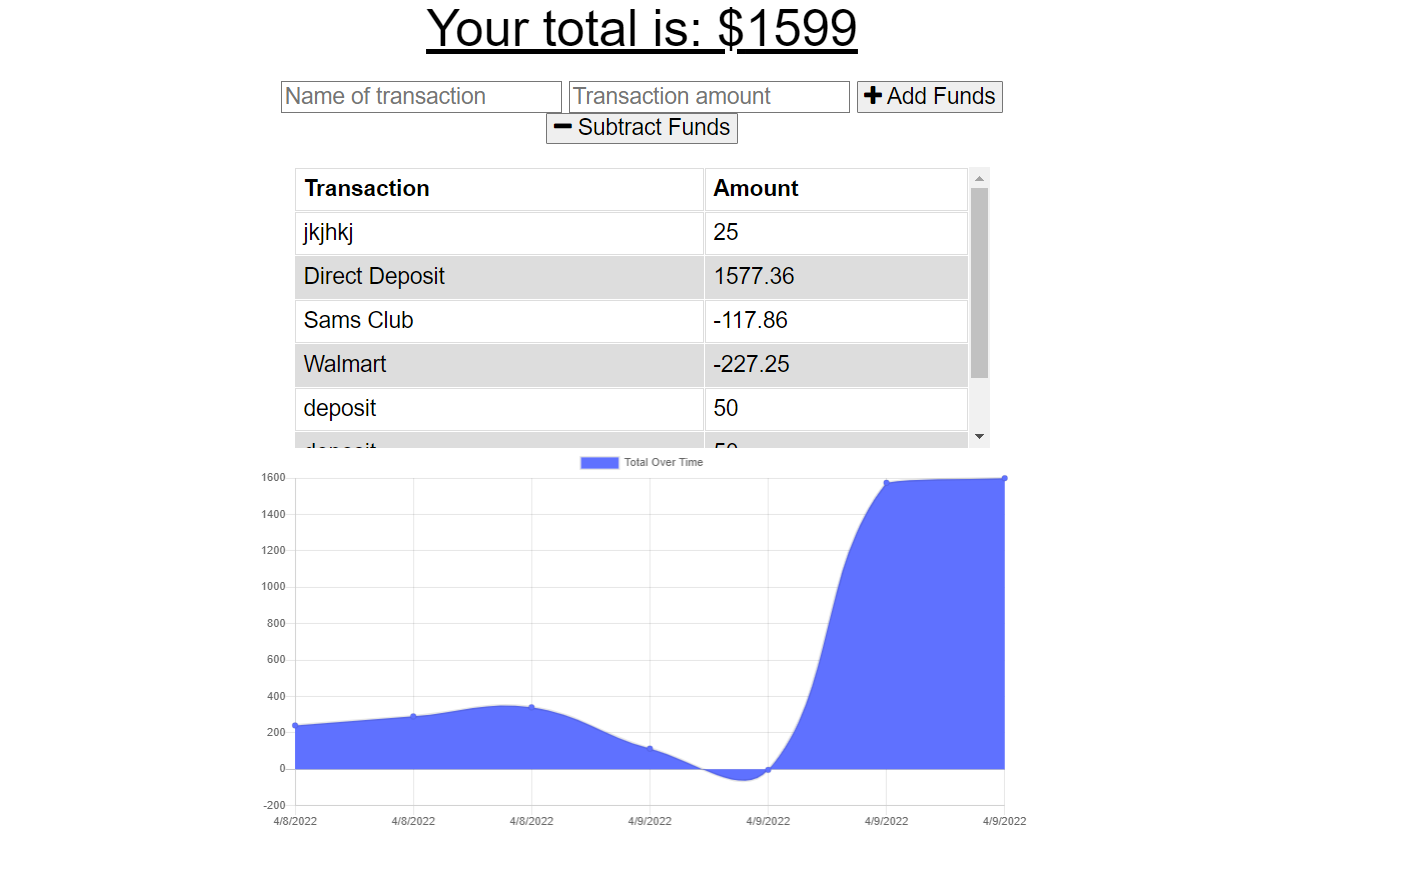 Your total is: $1599
Name of transaction Transaction amount Add Funds
Subtract Funds
Transaction Amount
jkjhkj 25
Direct Deposit 1577.36
Sams Club -117.86
Walmart -227.25
deposit 50
deposit 50
Total Over Time
1600
1400
1200
1000
800
600
400
200
0
-200
4/8/2022 4/8/2022 4/8/2022 4/9/2022 4/9/2022 4/9/2022 4/9/2022